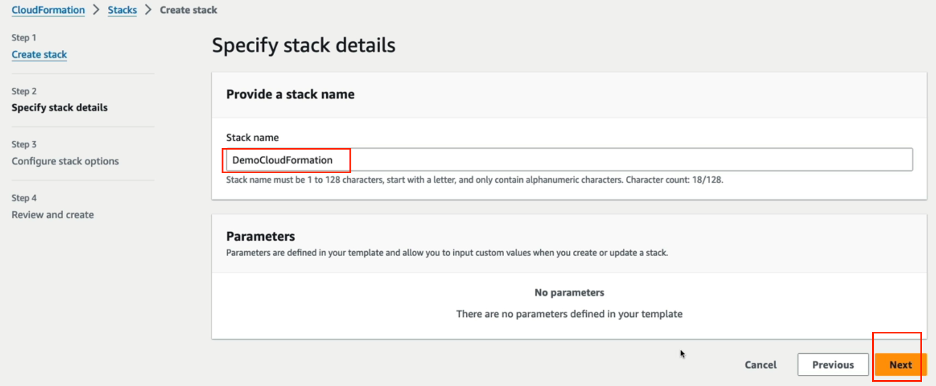 CloudFormation > Stacks > Create stack
Step 1
Create stack
Step 2
Specify stack details
Step 3
Configure stack options
Step 4
Review and create
Specify stack details
Provide a stack name
Stack name
DemoCloudFormation
Stack name must be 1 to 128 characters, start with a letter, and only contain alphanumeric characters. Character count: 18/128.
Parameters
Parameters are defined in your template and allow you to input custom values when you create or update a stack.
No parameters
There are no parameters defined in your template
Cancel Previous Next